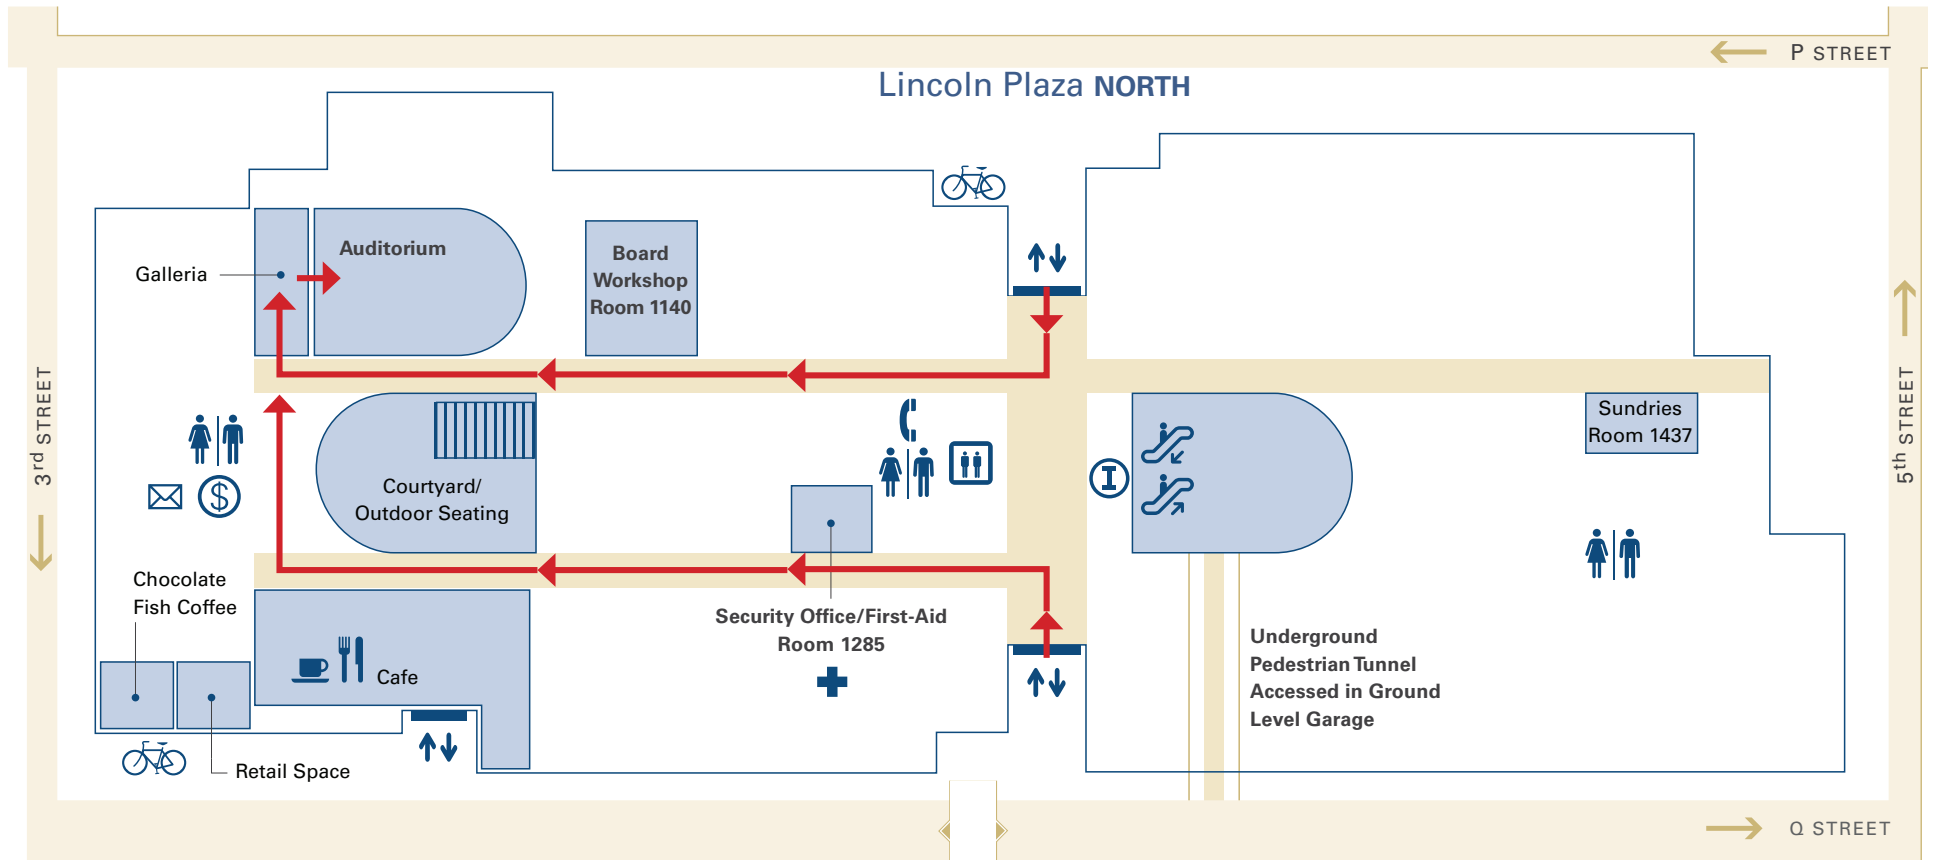 P STREET
Lincoln Plaza NORTH
Auditorium
Galleria
Board
Workshop
Room 1140
3rd STREET
5th STREET
Sundries
Room 1437
$
I
Courtyard/
Outdoor Seating
Chocolate
Fish Coffee
Security Office/First-Aid
Room 1285
Underground
Pedestrian Tunnel
Accessed in Ground
Level Garage
Cafe
Retail Space
Q STREET